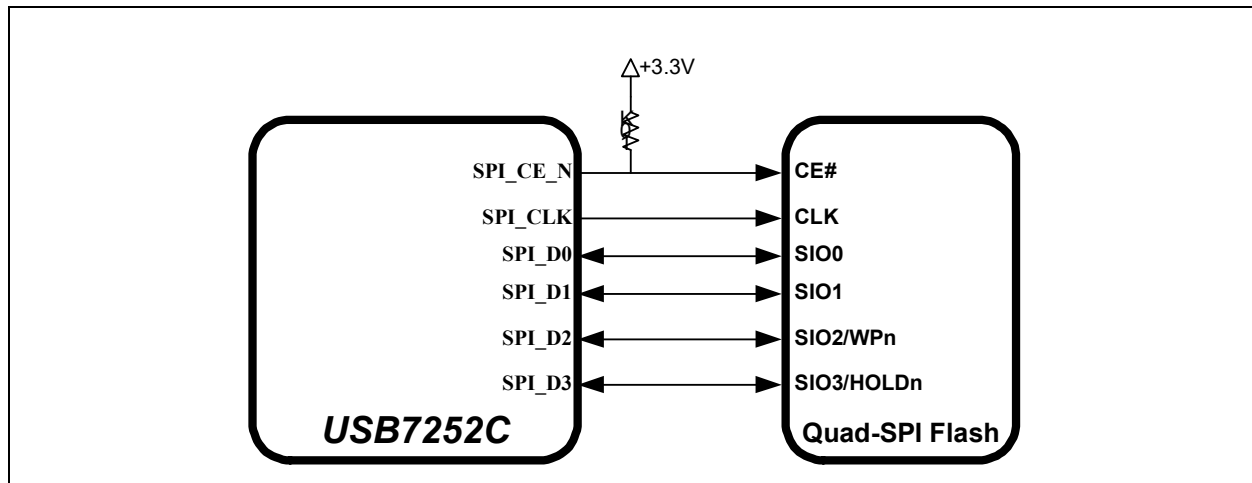 +3.3V
SPI_CE_N CE#
SPI_CLK CLK
SPI_D0 SIO0
SPI_D1 SIO1
SPI_D2 SIO2/WPn
SPI_D3 SIO3/HOLDn
USB7252C Quad-SPI Flash